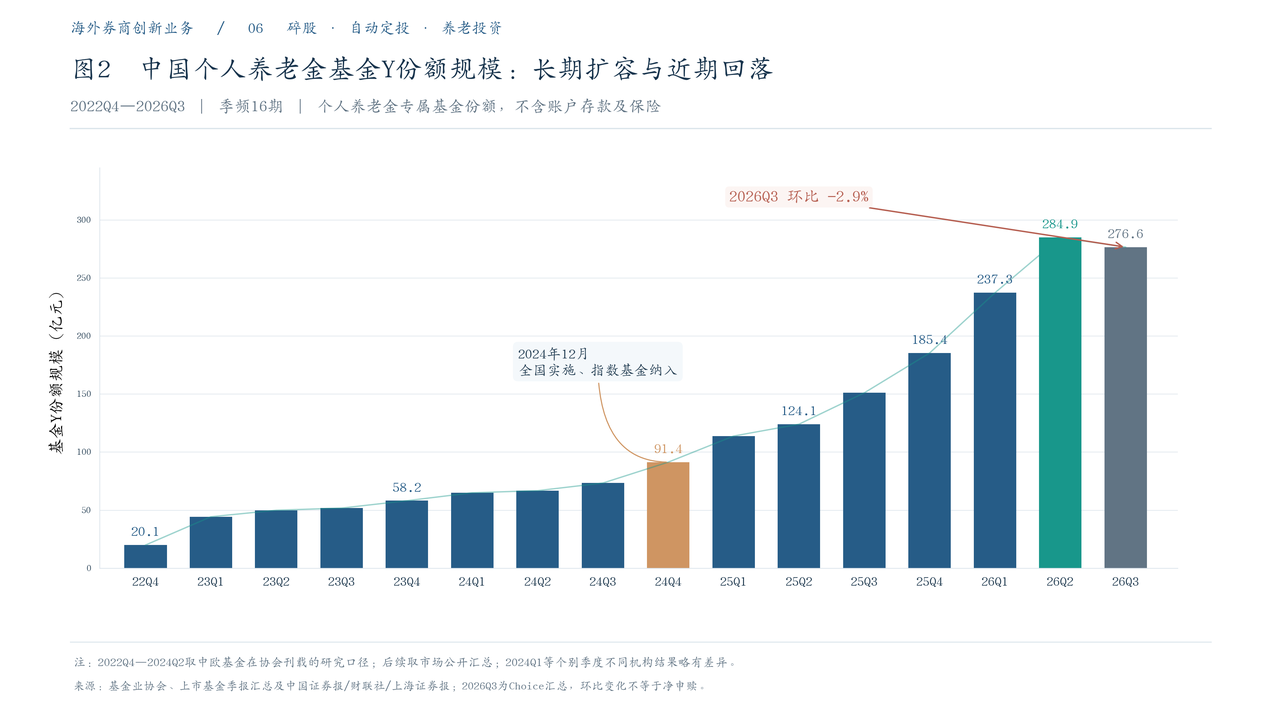 海外券商创新业务 / 06 碎股 · 自动定投 · 养老投资
图2 中国个人养老金基金Y份额规模：长期扩容与近期回落
2022Q4—2026Q3 | 季频16期 | 个人养老金专属基金份额，不含账户存款及保险
2026Q3 环比 −2.9%
2024年12月
全国实施、指数基金纳入
基金Y份额规模（亿元）
300
250
200
150
100
50
0
20.1
58.2
91.4
124.1
185.4
237.3
284.9
276.6
22Q4 23Q1 23Q2 23Q3 23Q4 24Q1 24Q2 24Q3 24Q4 25Q1 25Q2 25Q3 25Q4 26Q1 26Q2 26Q3
注：2022Q4—2024Q2取中欧基金在协会刊载的研究口径；后续取市场公开汇总；2024Q1等个别季度不同机构结果略有差异。
来源：基金业协会、上市基金季报汇总及中国证券报/财联社/上海证券报；2026Q3为Choice汇总，环比变化不等于净申赎。